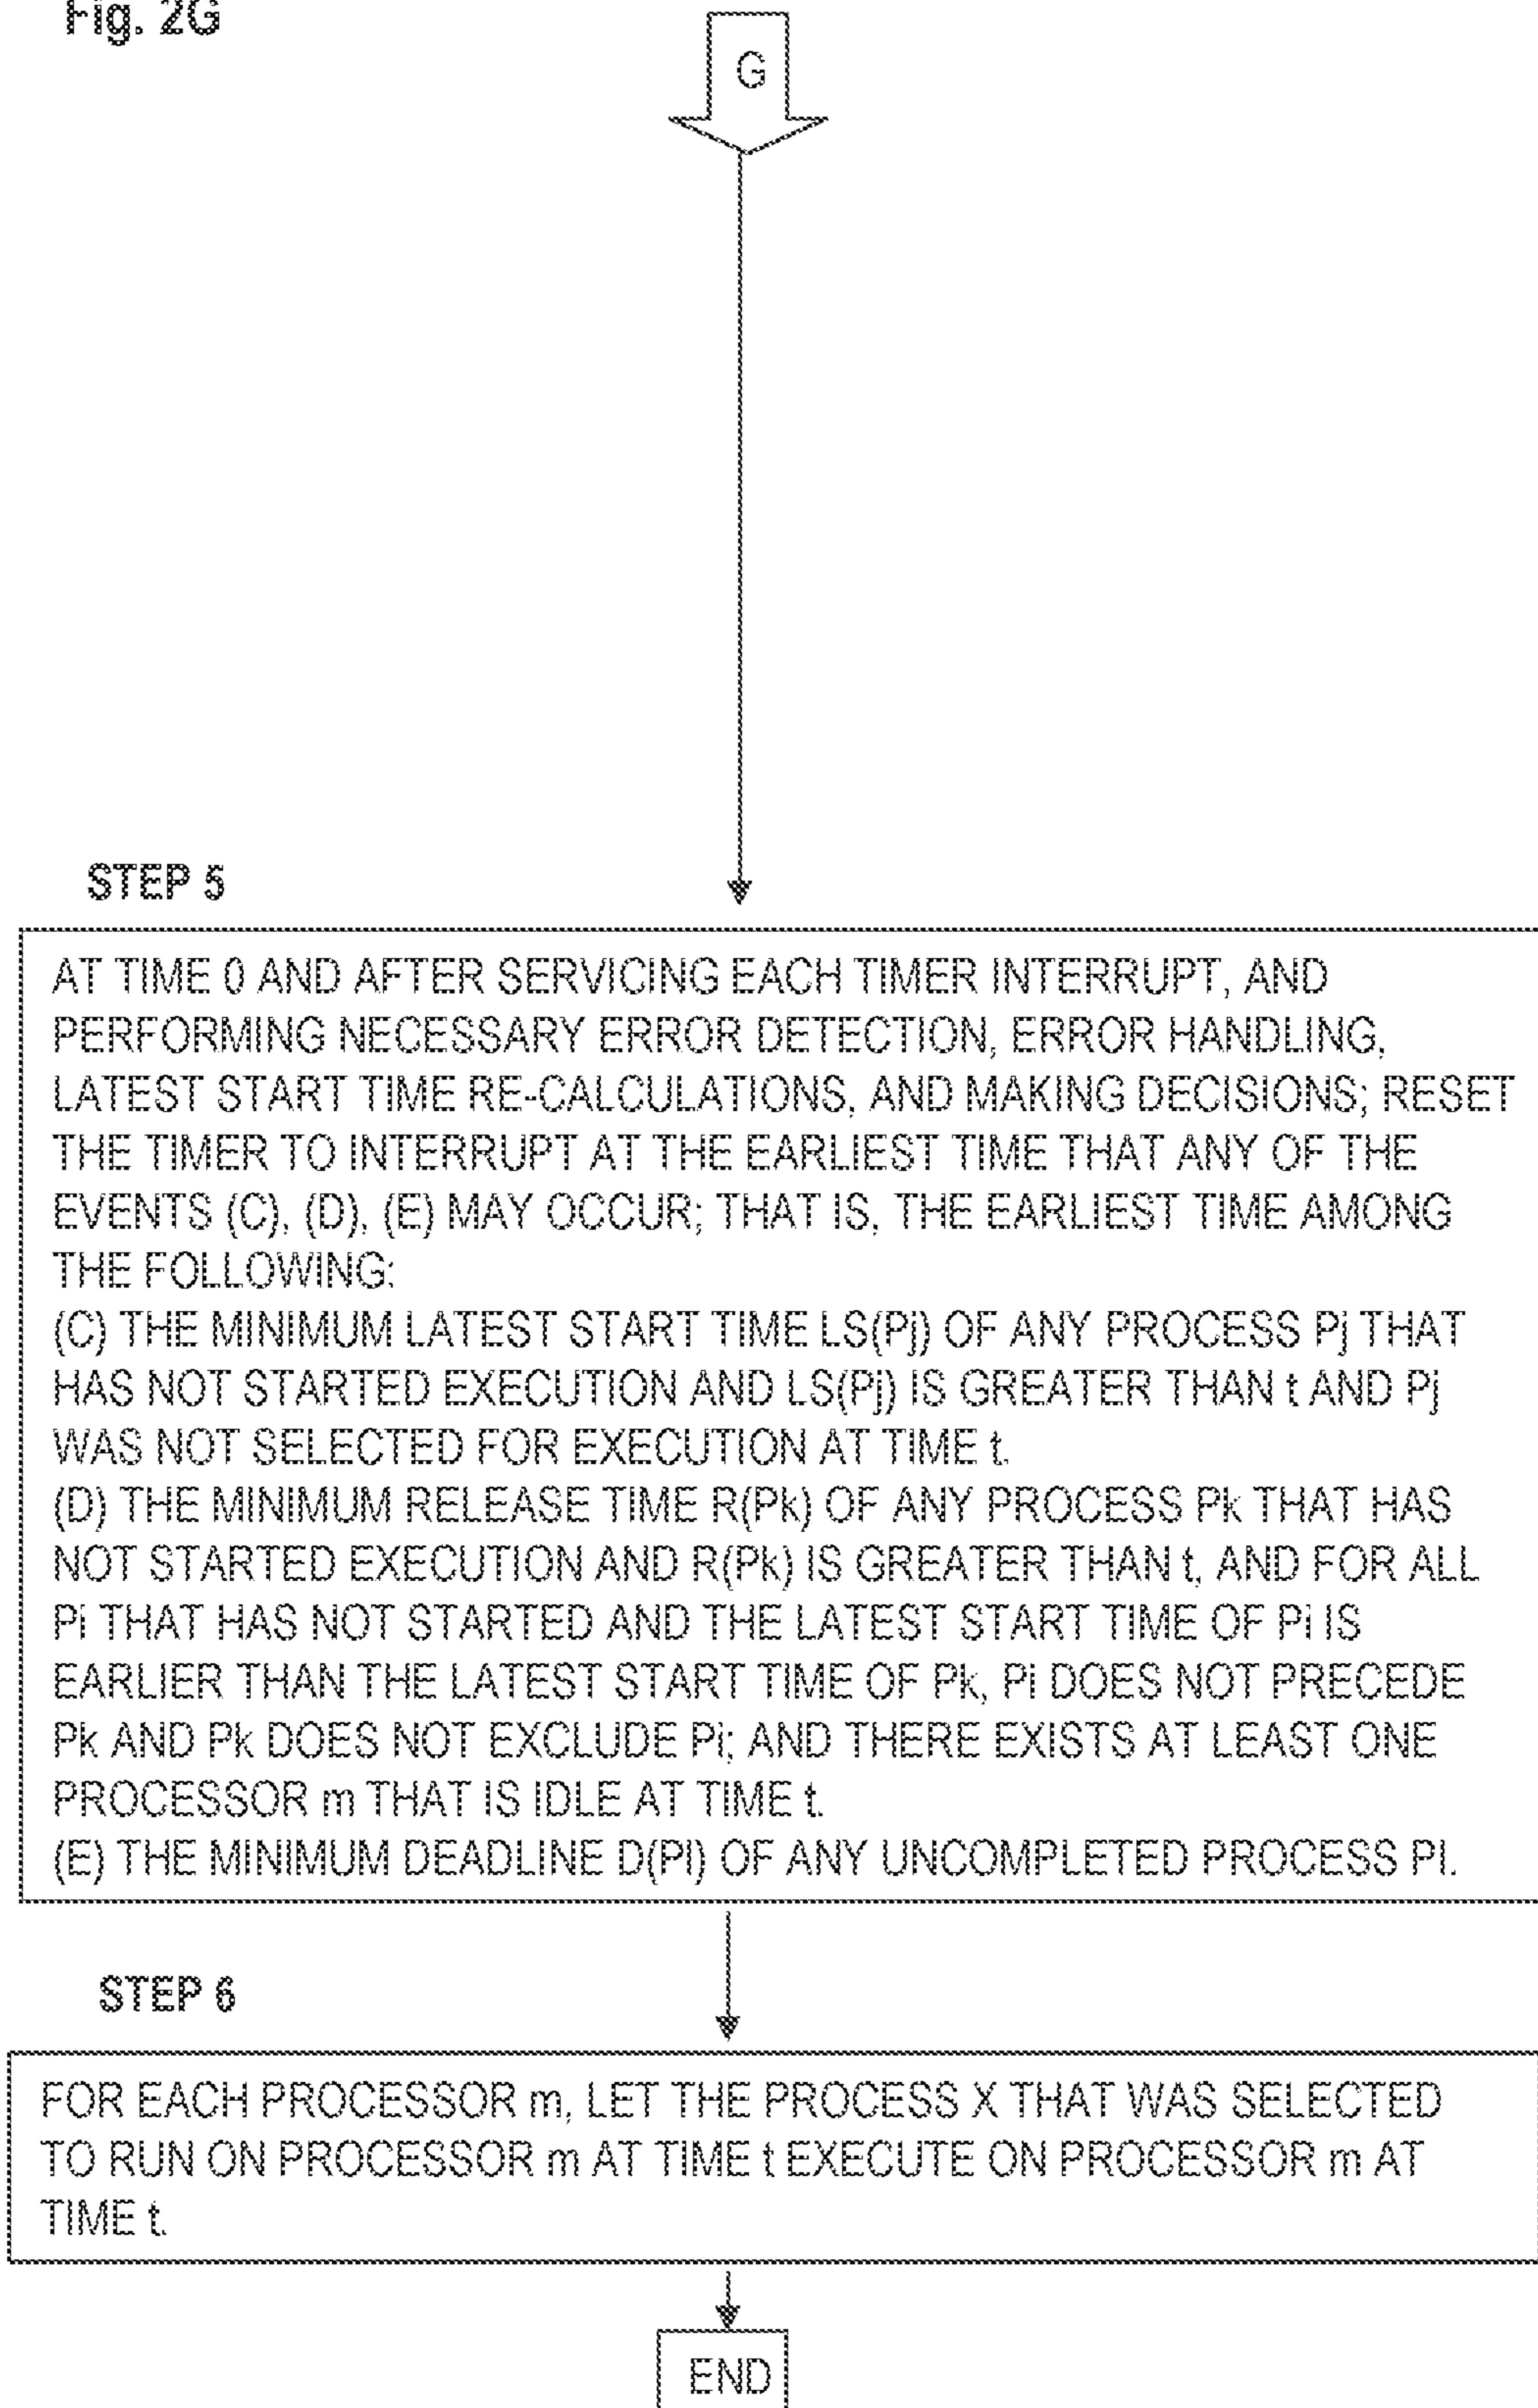 Fig. 2G
G
STEP 5
AT TIME 0 AND AFTER SERVICING EACH TIMER INTERRUPT, AND
PERFORMING NECESSARY ERROR DETECTION, ERROR HANDLING,
LATEST START TIME RE-CALCULATIONS, AND MAKING DECISIONS; RESET
THE TIMER TO INTERRUPT AT THE EARLIEST TIME THAT ANY OF THE
EVENTS (C), (D), (E) MAY OCCUR; THAT IS, THE EARLIEST TIME AMONG
THE FOLLOWING:
(C) THE MINIMUM LATEST START TIME LS(Pj) OF ANY PROCESS Pj THAT
HAS NOT STARTED EXECUTION AND LS(Pj) IS GREATER THAN t AND Pj
WAS NOT SELECTED FOR EXECUTION AT TIME t.
(D) THE MINIMUM RELEASE TIME R(Pk) OF ANY PROCESS Pk THAT HAS
NOT STARTED EXECUTION AND R(Pk) IS GREATER THAN t, AND FOR ALL
Pi THAT HAS NOT STARTED AND THE LATEST START TIME OF Pi IS
EARLIER THAN THE LATEST START TIME OF Pk, Pi DOES NOT PRECEDE
Pk AND Pk DOES NOT EXCLUDE Pi; AND THERE EXISTS AT LEAST ONE
PROCESSOR m THAT IS IDLE AT TIME t.
(E) THE MINIMUM DEADLINE D(Pl) OF ANY UNCOMPLETED PROCESS Pl.
STEP 6
FOR EACH PROCESSOR m, LET THE PROCESS X THAT WAS SELECTED
TO RUN ON PROCESSOR m AT TIME t EXECUTE ON PROCESSOR m AT
TIME t.
END